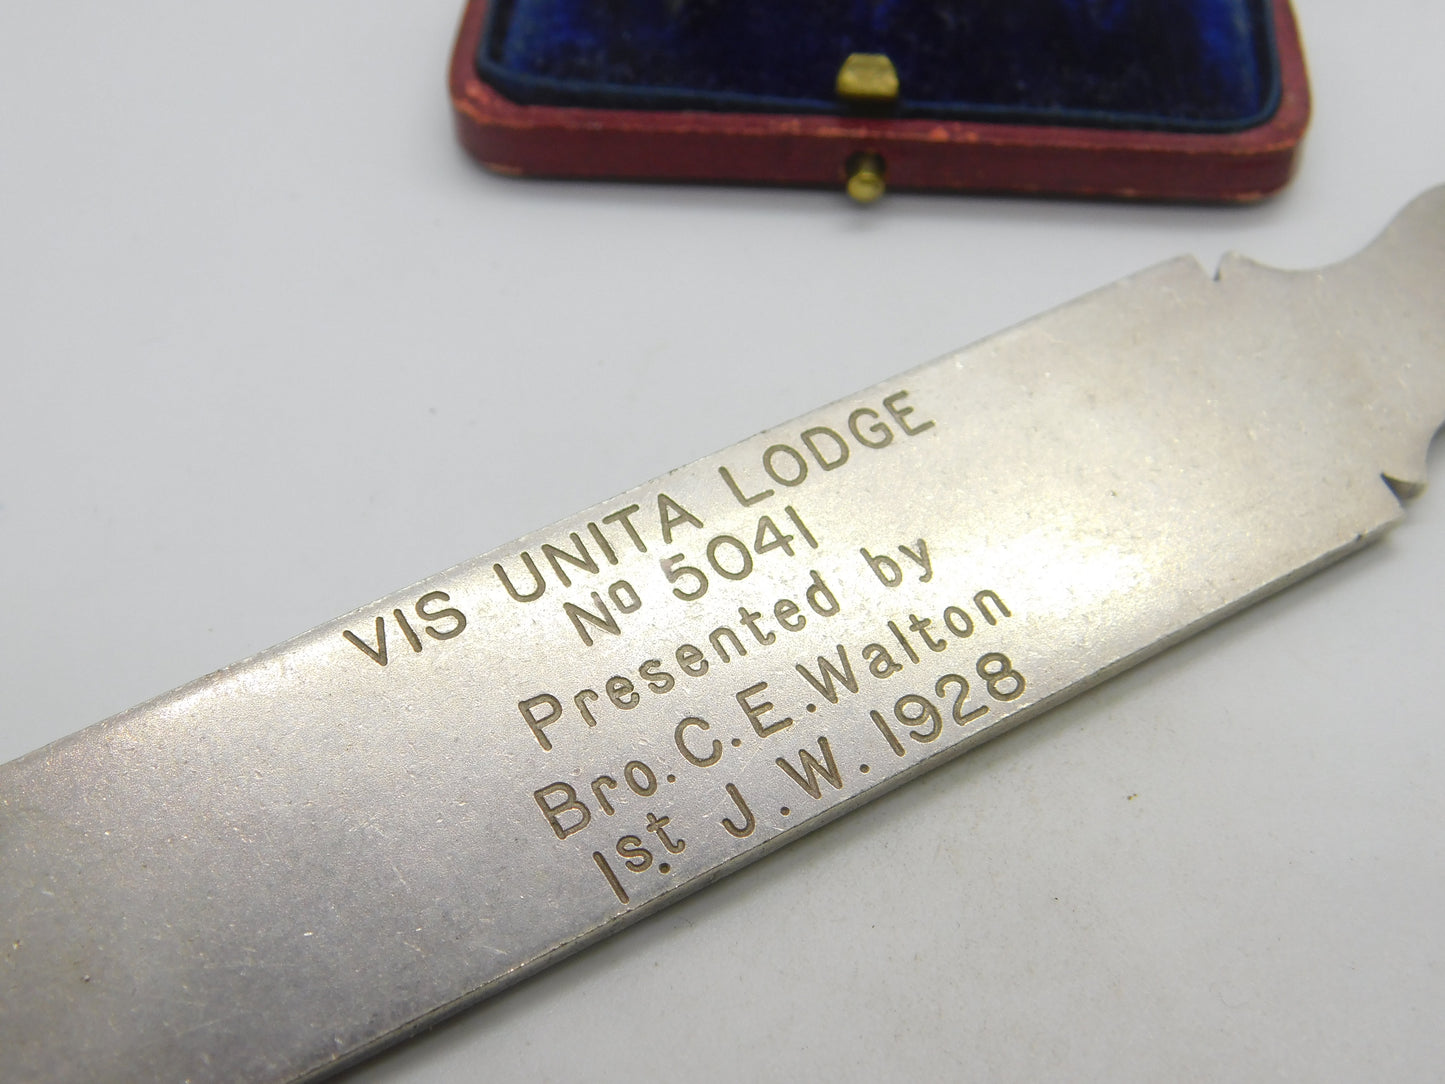 VIS UNITA LODGE
No 5041
Presented by
Bro. C. E. Walton
1st. J. W. 1928